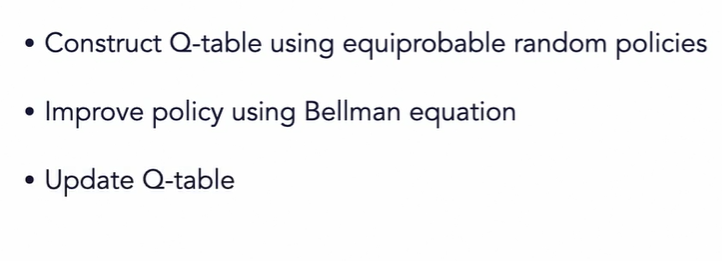 • Construct Q-table using equiprobable random policies
• Improve policy using Bellman equation
• Update Q-table